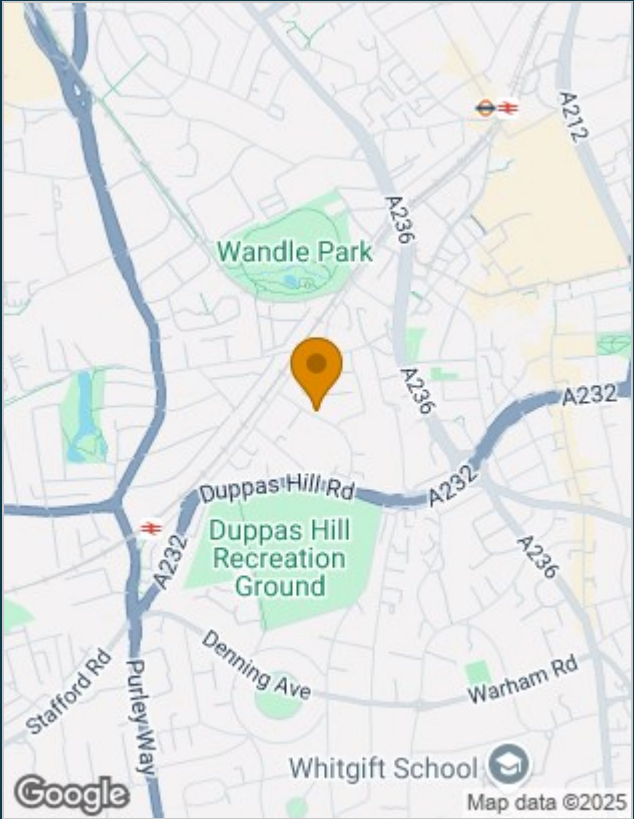 A212
A236
Wandle Park
A236
A232
Duppas Hill Rd
A232
Duppas Hill
Recreation
Ground
A232
A236
Denning Ave
Warham Rd
Stafford Rd
Purley Way
Whitgift School
Google
Map data ©2025